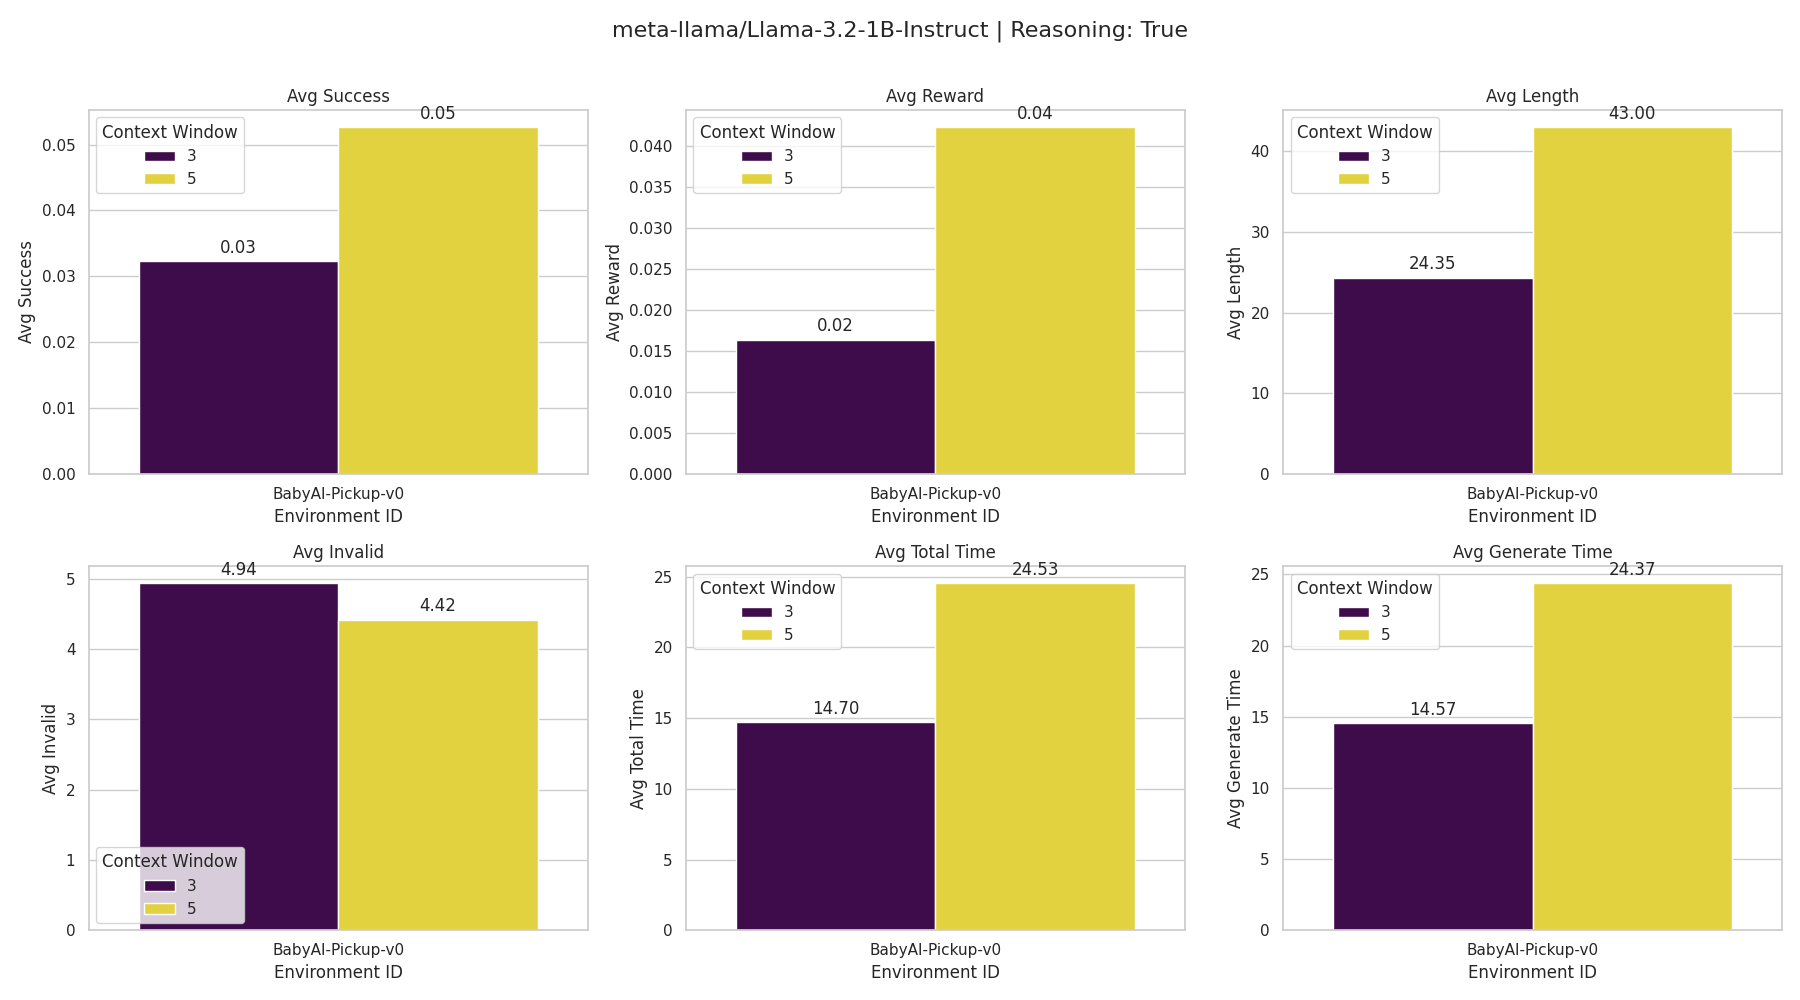 meta-llama/Llama-3.2-1B-Instruct | Reasoning: True
Avg Success
Avg Success
0.00
0.01
0.02
0.03
0.04
0.05
Context Window
3
5
0.03
0.05
BabyAI-Pickup-v0
Environment ID
Avg Reward
Avg Reward
0.000
0.005
0.010
0.015
0.020
0.025
0.030
0.035
0.040
Context Window
3
5
0.02
0.04
BabyAI-Pickup-v0
Environment ID
Avg Length
Avg Length
0
10
20
30
40
Context Window
3
5
24.35
43.00
BabyAI-Pickup-v0
Environment ID
Avg Invalid
Avg Invalid
0
1
2
3
4
5
4.94
4.42
Context Window
3
5
BabyAI-Pickup-v0
Environment ID
Avg Total Time
Avg Total Time
0
5
10
15
20
25
Context Window
3
5
14.70
24.53
BabyAI-Pickup-v0
Environment ID
Avg Generate Time
Avg Generate Time
0
5
10
15
20
25
Context Window
3
5
14.57
24.37
BabyAI-Pickup-v0
Environment ID